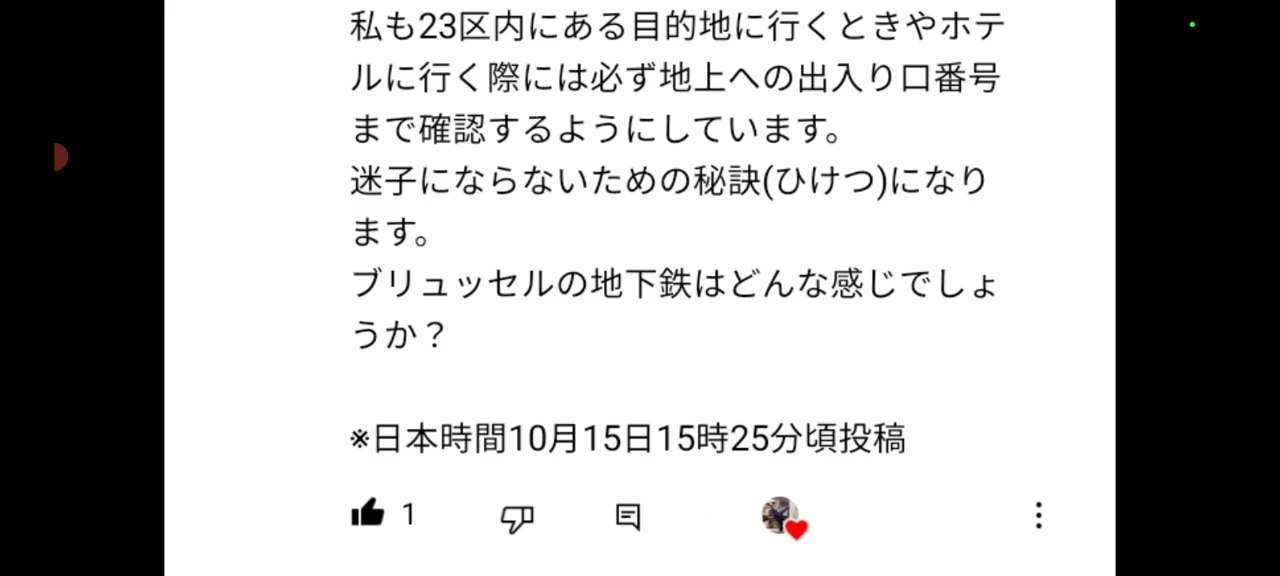 私も23区内にある目的地に行くときやホテ
ルに行く際には必ず地上への出入り口番号
まで確認するようにしています。
迷子にならないための秘訣(ひけつ)になり
ます。
ブリュッセルの地下鉄はどんな感じでしょ
うか？
※日本時間10月15日15時25分頃投稿
1